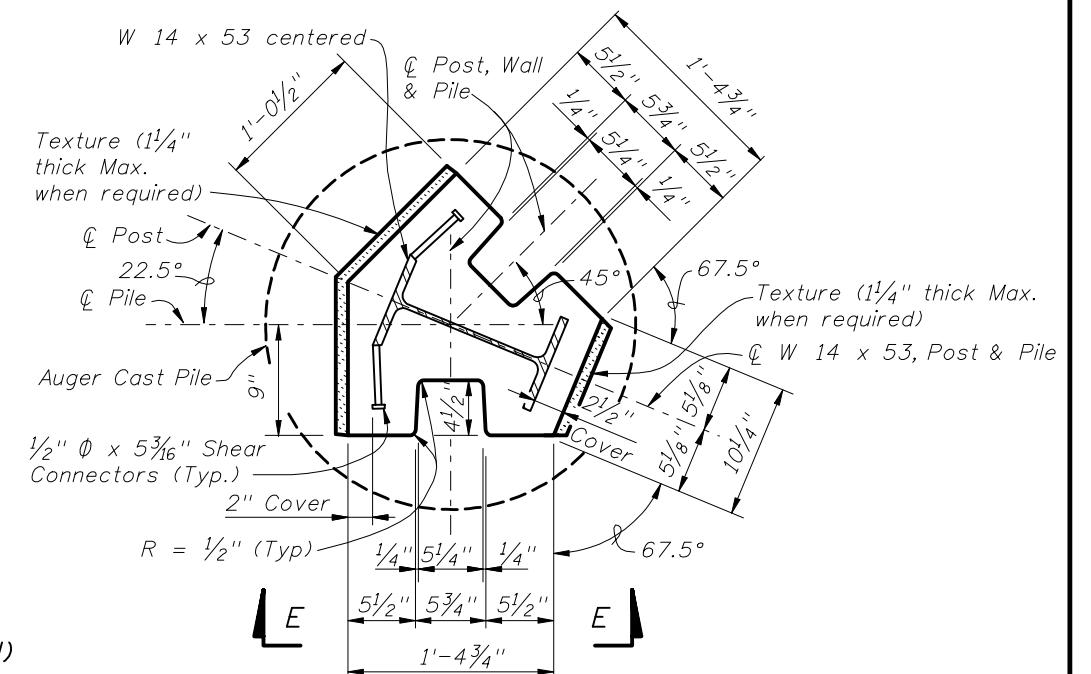 W 14 x 53 centered
℄ Post, Wall
& Pile
5½"
1'-4¾"
1'-0½"
¼"
5¾"
5¼"
5½"
¼"
Texture (1¼"
thick Max.
when required)
℄ Post
22.5°
℄ Pile
45°
67.5°
Texture (1¼" thick Max.
when required)
℄ W 14 x 53, Post & Pile
Auger Cast Pile
9"
4½"
2½"
Cover
5⅛"
5⅛"
10¼"
½" Φ x 5³⁄₁₆" Shear
Connectors (Typ.)
2" Cover
R = ½" (Typ)
67.5°
¼" 5¼" ¼"
E
5½" 5¾" 5½"
E
1'-4¾"